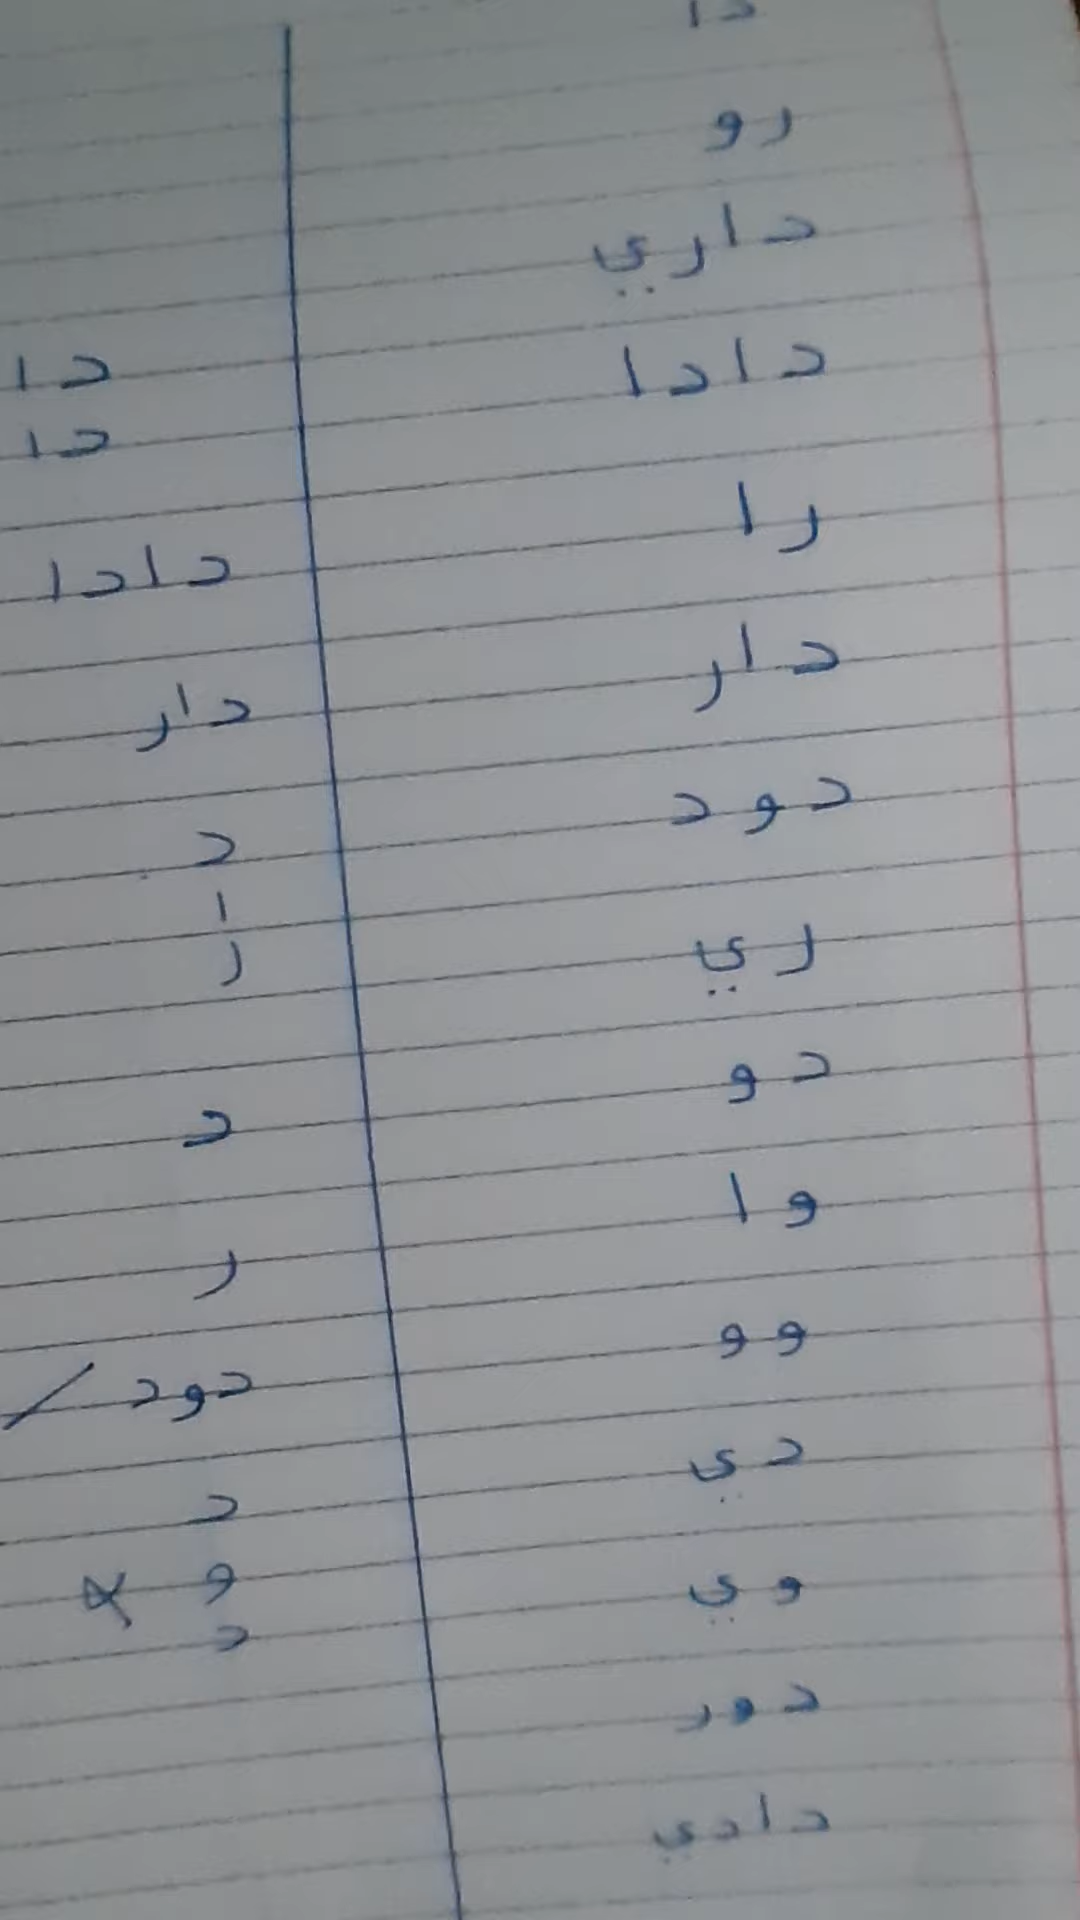 دا
رو
داري
دادا
را
دار
دود
ري
دو
وا
وو
دي
وي
دور
دادي
دا
دا
دادا
دار
د
ا
ر
د
ر
دود /
د
و
د